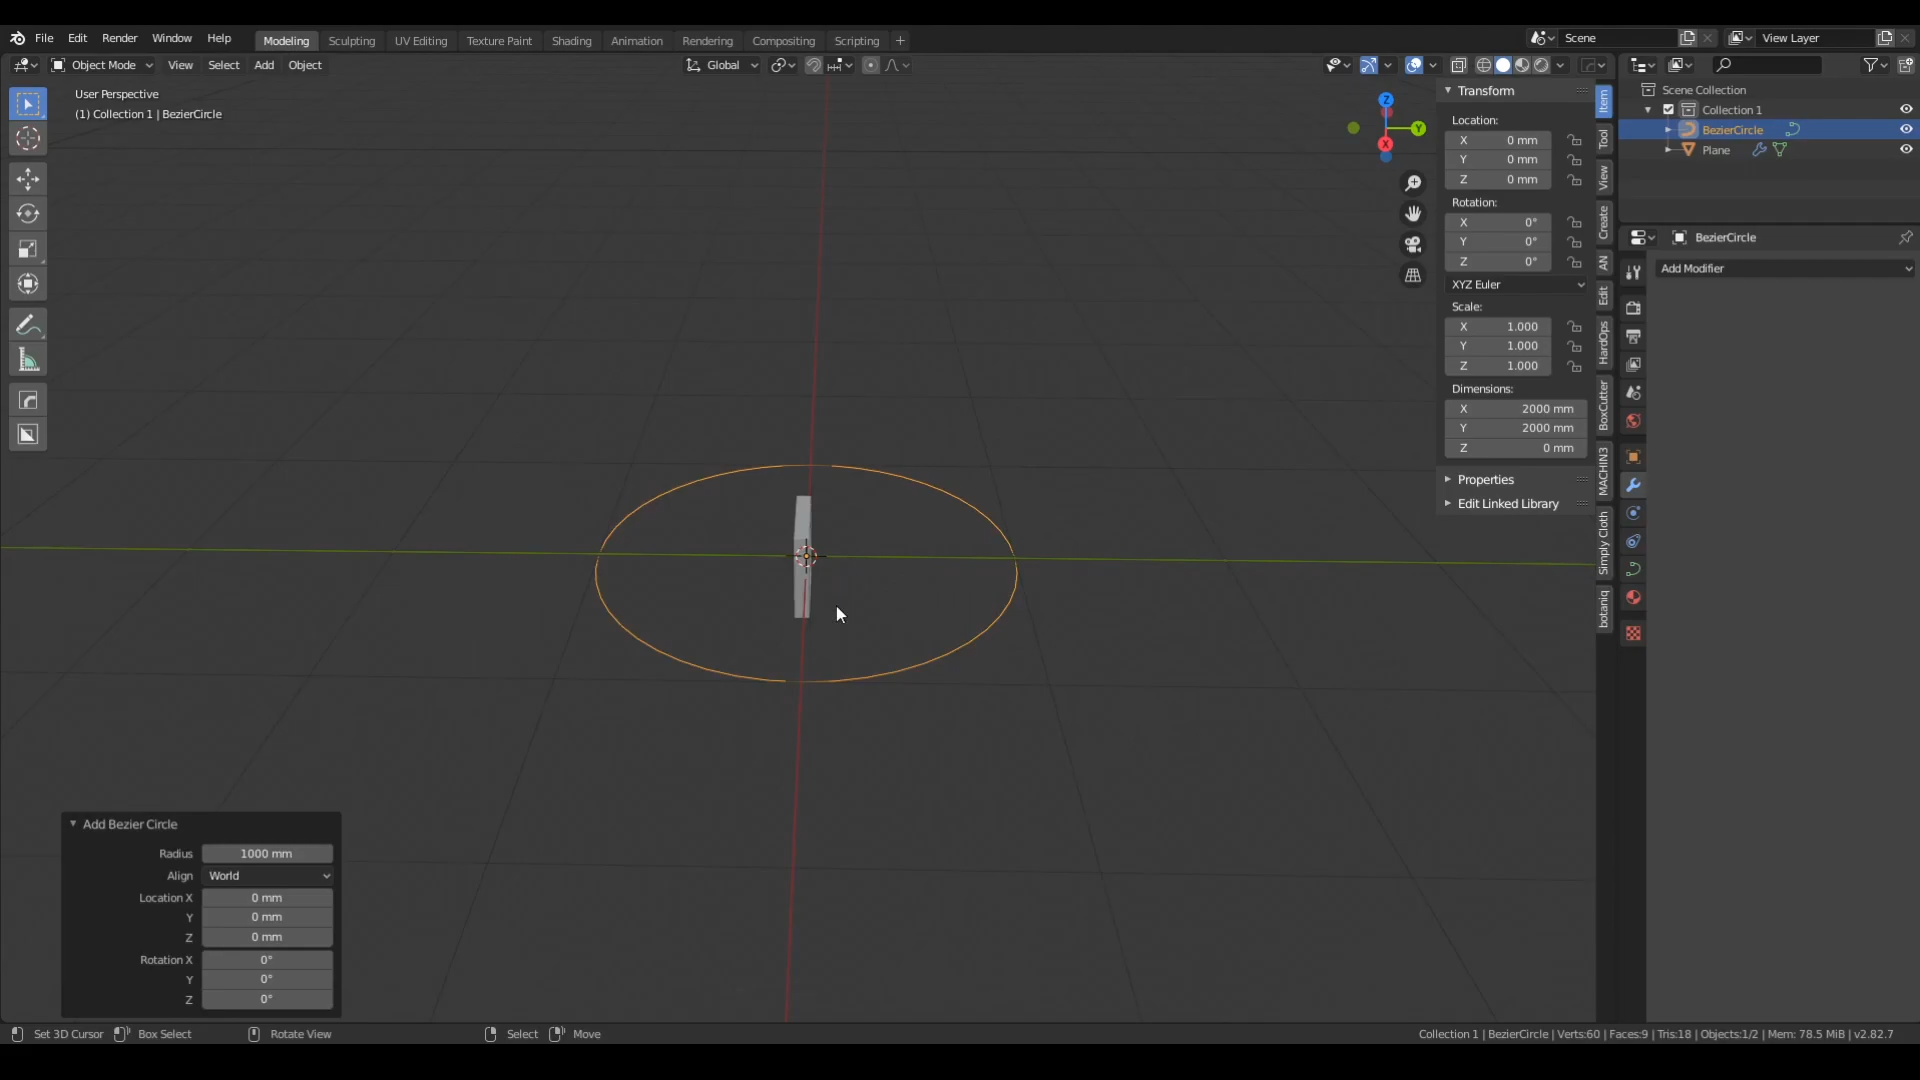 File Edit Render Window Help Modeling Sculpting UV Editing Texture Paint Shading Animation Rendering Compositing Scripting + Scene View Layer
Object Mode View Select Add Object Global
User Perspective
(1) Collection 1 | BezierCircle
Z
Y
X
Transform
Location:
X 0 mm
Y 0 mm
Z 0 mm
Rotation:
X 0°
Y 0°
Z 0°
XYZ Euler
Scale:
X 1.000
Y 1.000
Z 1.000
Dimensions:
X 2000 mm
Y 2000 mm
Z 0 mm
Properties
Edit Linked Library
Item
Tool
View
Create
AN
Edit
HardOps
BoxCutter
MACHIN3
Simply Cloth
botaniq
Scene Collection
Collection 1
BezierCircle
Plane
BezierCircle
Add Modifier
Add Bezier Circle
Radius 1000 mm
Align World
Location X 0 mm
Y 0 mm
Z 0 mm
Rotation X 0°
Y 0°
Z 0°
Set 3D Cursor Box Select Rotate View Select Move Collection 1 | BezierCircle | Verts:60 | Faces:9 | Tris:18 | Objects:1/2 | Mem: 78.5 MiB | v2.82.7